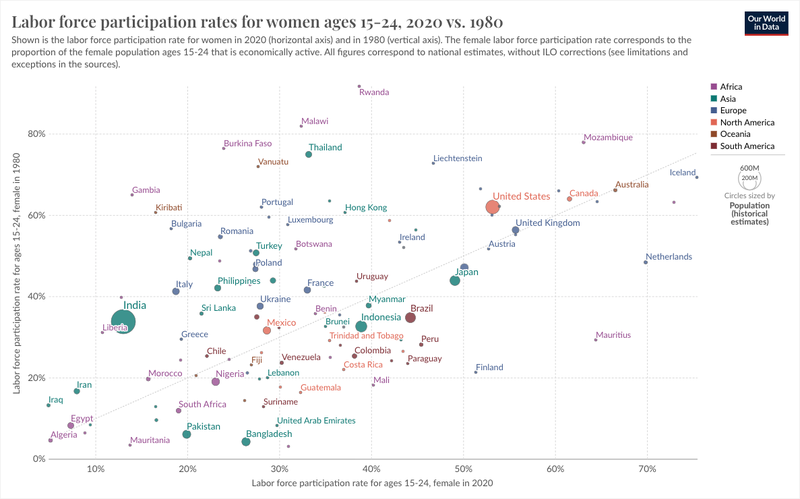 Labor force participation rates for women ages 15-24, 2020 vs. 1980
Our World
in Data
Shown is the labor force participation rate for women in 2020 (horizontal axis) and in 1980 (vertical axis). The female labor force participation rate corresponds to the
proportion of the female population ages 15-24 that is economically active. All figures correspond to national estimates, without ILO corrections (see limitations and
exceptions in the sources).
Labor force participation rate for ages 15-24, female in 1980
80%
60%
40%
20%
0%
Rwanda
Malawi
Mozambique
Burkina Faso
Thailand
Liechtenstein
Vanuatu
Iceland
Australia
Gambia
Canada
United States
Portugal
Kiribati
Hong Kong
Luxembourg
Bulgaria
United Kingdom
Romania
Ireland
Botswana
Austria
Turkey
Nepal
Netherlands
Poland
Japan
Uruguay
Philippines
France
Italy
Ukraine
Myanmar
India
Sri Lanka
Benin
Brazil
Indonesia
Brunei
Mexico
Liberia
Greece
Trinidad and Tobago
Mauritius
Peru
Chile
Colombia
Venezuela
Fiji
Paraguay
Costa Rica
Finland
Morocco
Nigeria
Lebanon
Mali
Iran
Guatemala
Iraq
South Africa
Suriname
Egypt
United Arab Emirates
Pakistan
Algeria
Mauritania
Bangladesh
10%
20%
30%
40%
50%
60%
70%
Labor force participation rate for ages 15-24, female in 2020
Africa
Asia
Europe
North America
Oceania
South America
600M
200M
Circles sized by
Population
(historical
estimates)